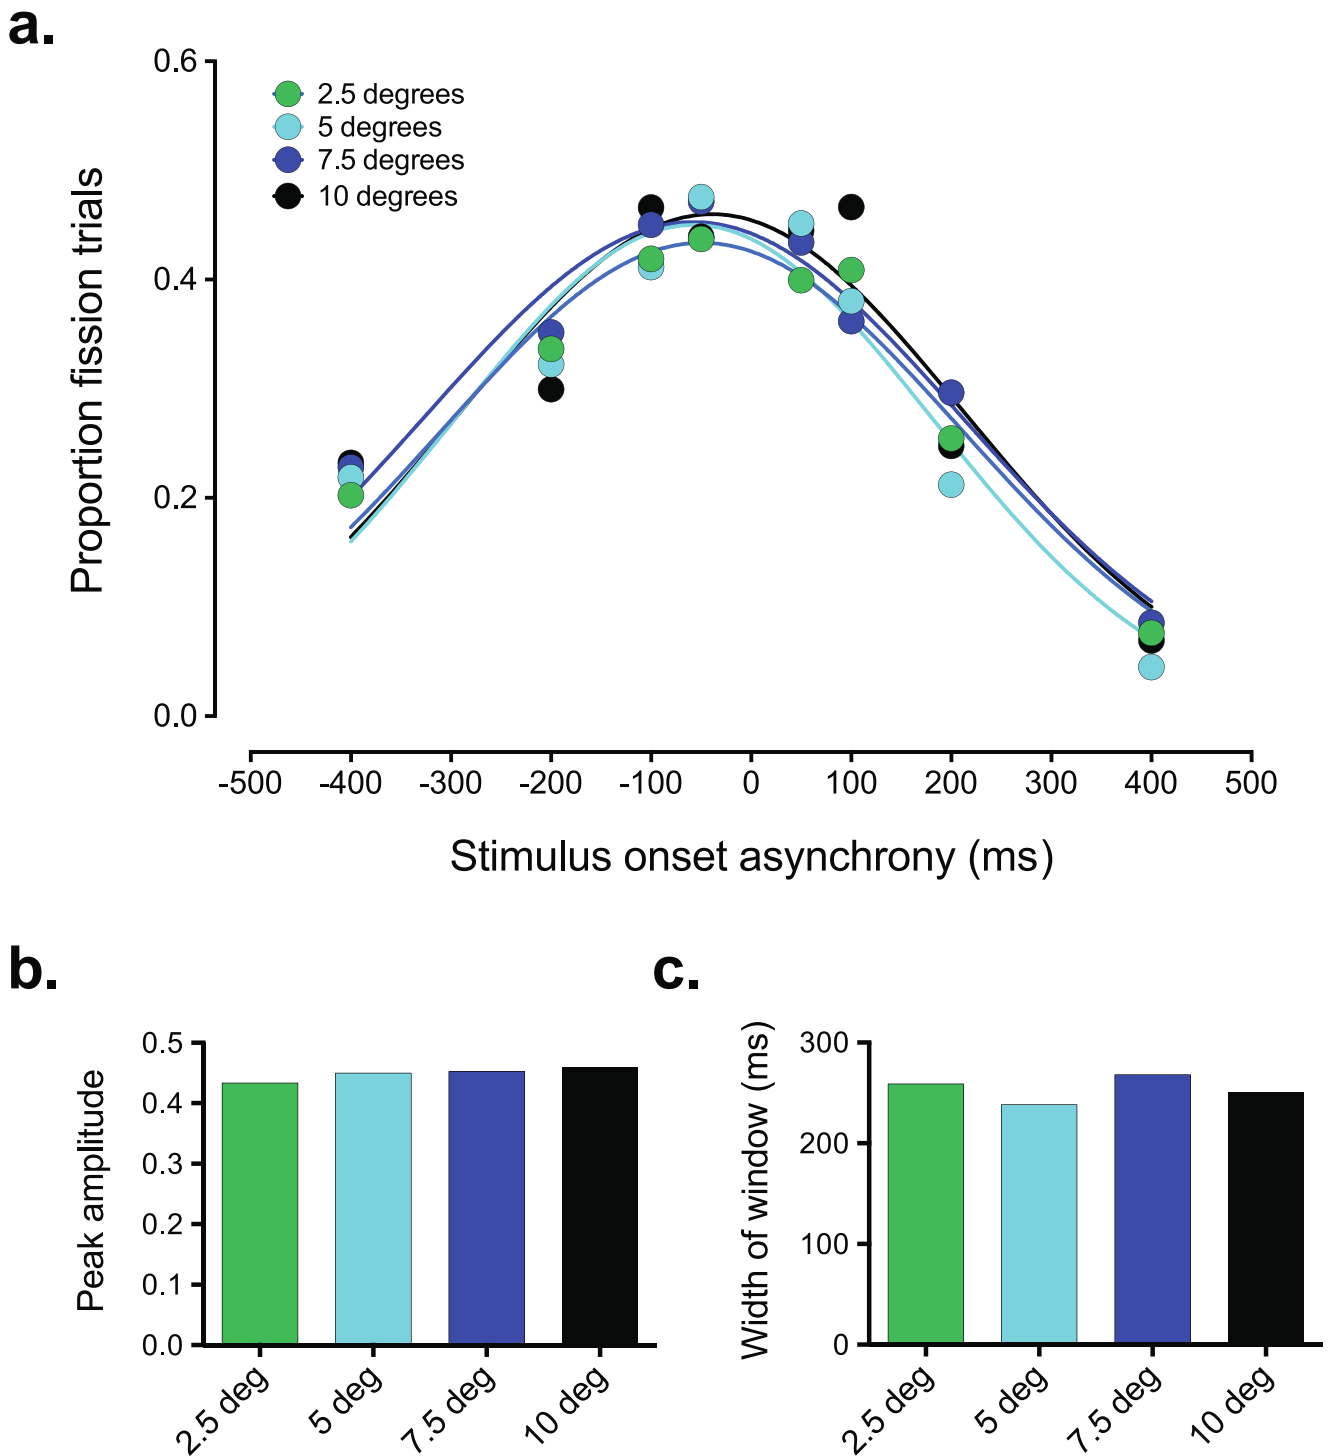 a.
Proportion fission trials
0.6
0.4
0.2
0.0
2.5 degrees
5 degrees
7.5 degrees
10 degrees
-500 -400 -300 -200 -100 0 100 200 300 400 500
Stimulus onset asynchrony (ms)
b.
Peak amplitude
0.5
0.4
0.3
0.2
0.1
0.0
2.5 deg 5 deg 7.5 deg 10 deg
c.
Width of window (ms)
300
200
100
0
2.5 deg 5 deg 7.5 deg 10 deg